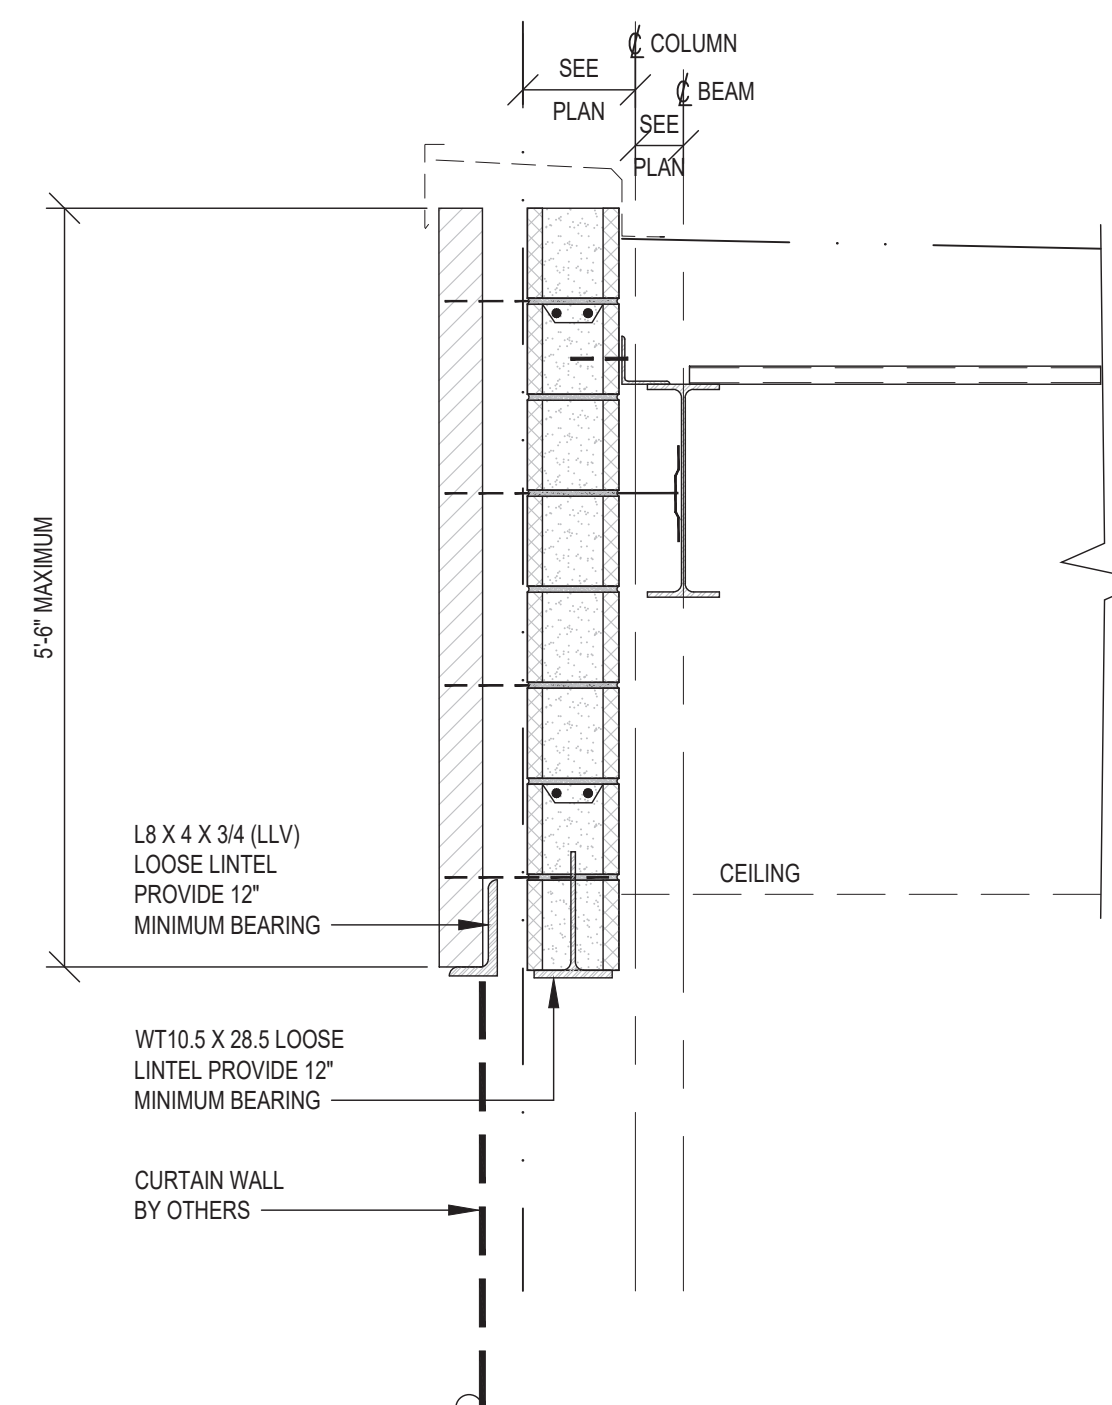 ℄ COLUMN
SEE
PLAN
℄ BEAM
SEE
PLAN
5'-6" MAXIMUM
L8 X 4 X 3/4 (LLV)
LOOSE LINTEL
PROVIDE 12"
MINIMUM BEARING
CEILING
WT10.5 X 28.5 LOOSE
LINTEL PROVIDE 12"
MINIMUM BEARING
CURTAIN WALL
BY OTHERS